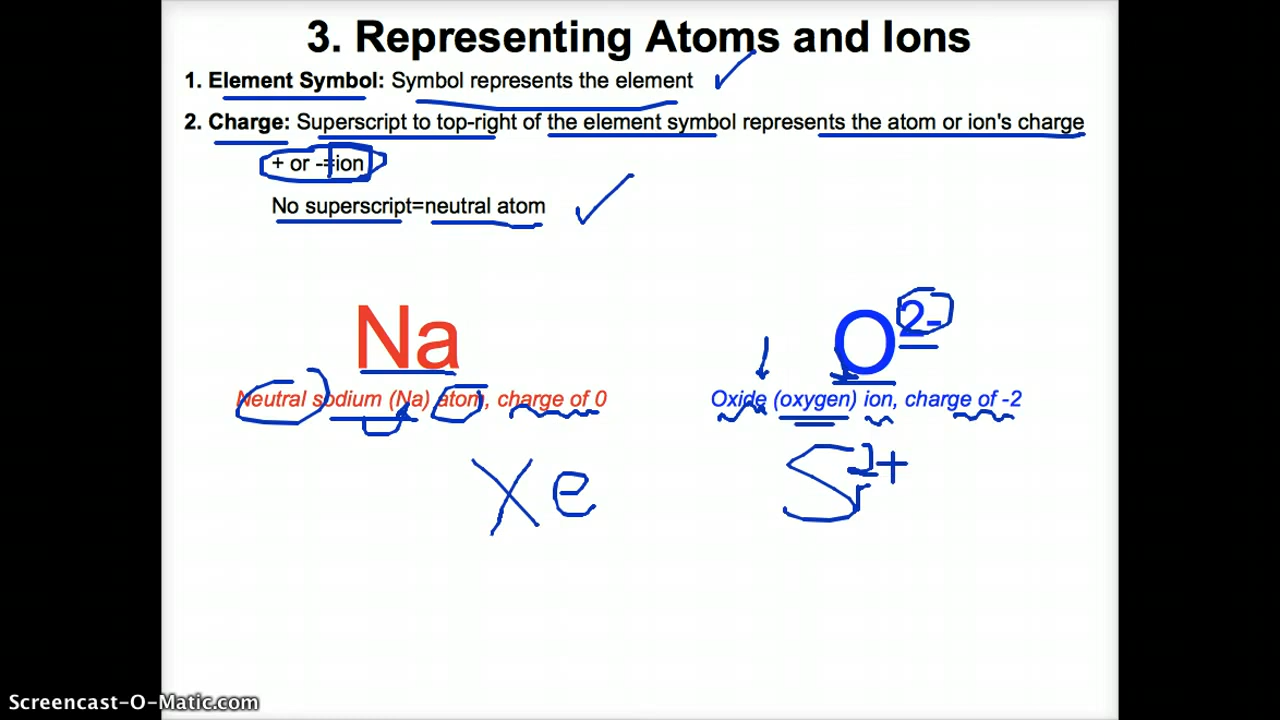 3. Representing Atoms and Ions
1. Element Symbol: Symbol represents the element
2. Charge: Superscript to top-right of the element symbol represents the atom or ion's charge
+ or -=ion
No superscript=neutral atom
Na
O2-
Neutral sodium (Na) atom, charge of 0
Oxide (oxygen) ion, charge of -2
Xe
Sr2+
Screencast-O-Matic.com